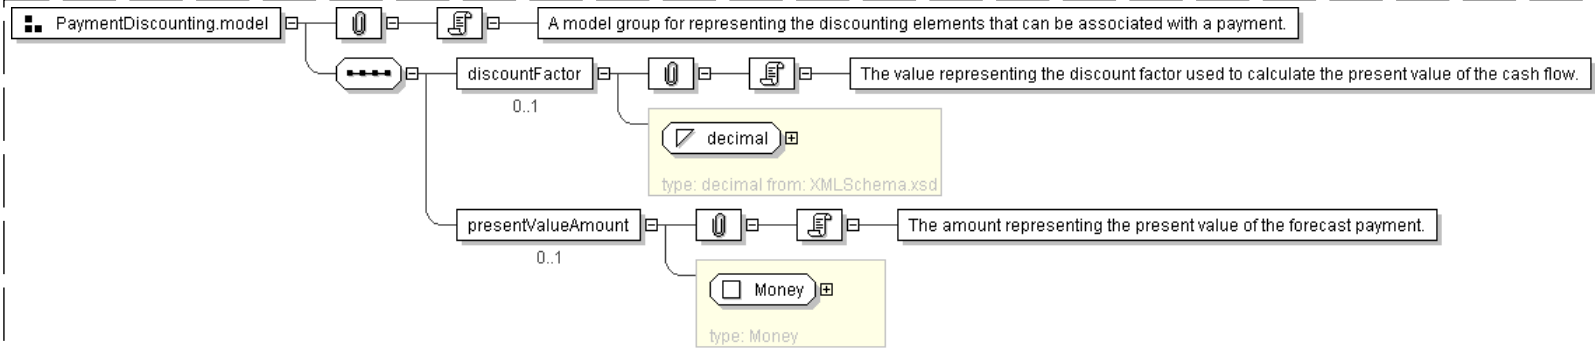 PaymentDiscounting.model
A model group for representing the discounting elements that can be associated with a payment.
discountFactor
The value representing the discount factor used to calculate the present value of the cash flow.
0..1
decimal
type: decimal from: XMLSchema.xsd
presentValueAmount
The amount representing the present value of the forecast payment.
0..1
Money
type: Money